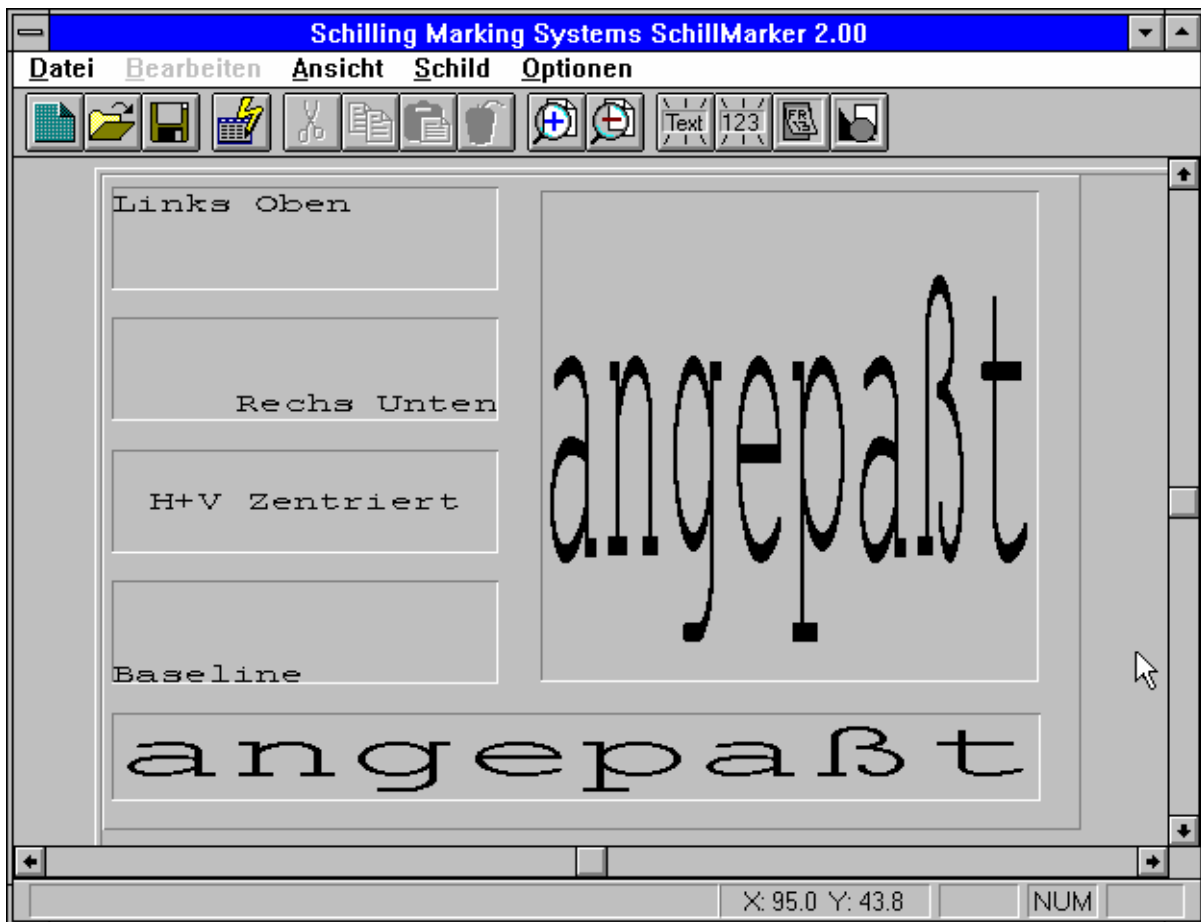 Schilling Marking Systems SchillMarker 2.00
Datei Bearbeiten Ansicht Schild Optionen
Text 123 FR
Links Oben
Rechs Unten
H+V Zentriert
Baseline
angepaßt
angepaßt
X: 95.0 Y: 43.8 NUM